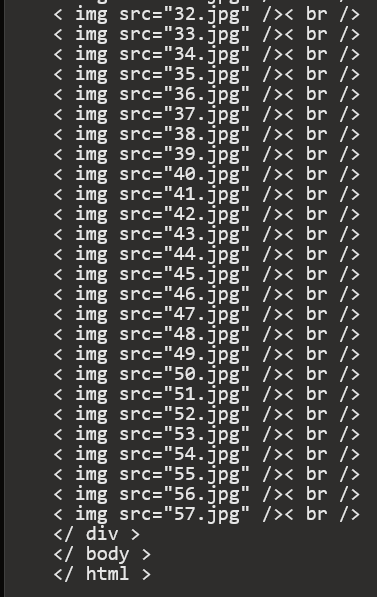 < img src="32.jpg" />< br />
< img src="33.jpg" />< br />
< img src="34.jpg" />< br />
< img src="35.jpg" />< br />
< img src="36.jpg" />< br />
< img src="37.jpg" />< br />
< img src="38.jpg" />< br />
< img src="39.jpg" />< br />
< img src="40.jpg" />< br />
< img src="41.jpg" />< br />
< img src="42.jpg" />< br />
< img src="43.jpg" />< br />
< img src="44.jpg" />< br />
< img src="45.jpg" />< br />
< img src="46.jpg" />< br />
< img src="47.jpg" />< br />
< img src="48.jpg" />< br />
< img src="49.jpg" />< br />
< img src="50.jpg" />< br />
< img src="51.jpg" />< br />
< img src="52.jpg" />< br />
< img src="53.jpg" />< br />
< img src="54.jpg" />< br />
< img src="55.jpg" />< br />
< img src="56.jpg" />< br />
< img src="57.jpg" />< br />
</ div >
</ body >
</ html >